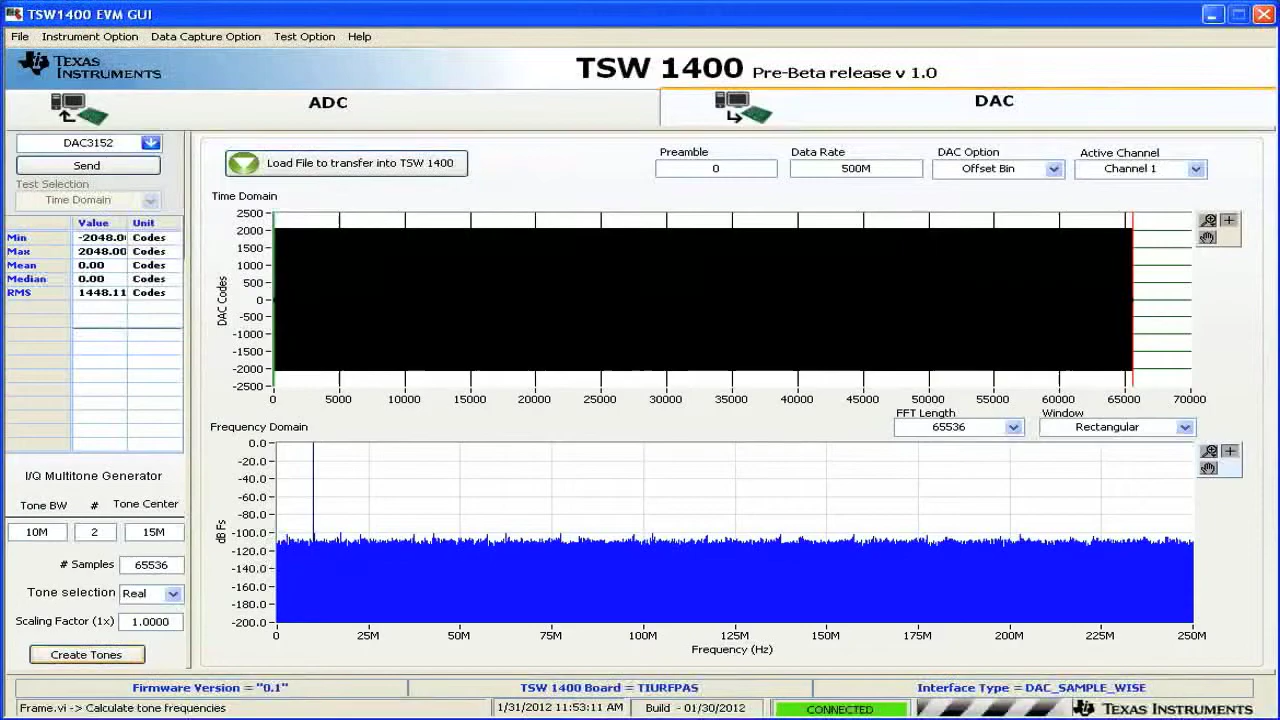 TSW1400 EVM GUI
File Instrument Option Data Capture Option Test Option Help
TEXAS INSTRUMENTS
TSW 1400 Pre-Beta release v 1.0
ADC
DAC
DAC3152
Send
Test Selection
Time Domain
Value Unit
Min -2048.0 Codes
Max 2048.00 Codes
Mean 0.00 Codes
Median 0.00 Codes
RMS 1448.11 Codes
I/Q Multitone Generator
Tone BW # Tone Center
10M 2 15M
# Samples 65536
Tone selection Real
Scaling Factor (1x) 1.0000
Create Tones
Load File to transfer into TSW 1400
Preamble
0
Data Rate
500M
DAC Option
Offset Bin
Active Channel
Channel 1
Time Domain
DAC Codes
2500
2000
1500
1000
500
0
-500
-1000
-1500
-2000
-2500
0 5000 10000 15000 20000 25000 30000 35000 40000 45000 50000 55000 60000 65000 70000
FFT Length
65536
Window
Rectangular
Frequency Domain
dB Fs
0.0
-20.0
-40.0
-60.0
-80.0
-100.0
-120.0
-140.0
-160.0
-180.0
-200.0
0 25M 50M 75M 100M 125M 150M 175M 200M 225M 250M
Frequency (Hz)
Firmware Version = "0.1" TSW 1400 Board = TIURFPAS Interface Type = DAC_SAMPLE_WISE
Frame.vi -> Calculate tone frequencies 1/31/2012 11:53:11 AM Build - 01/30/2012 CONNECTED TEXAS INSTRUMENTS